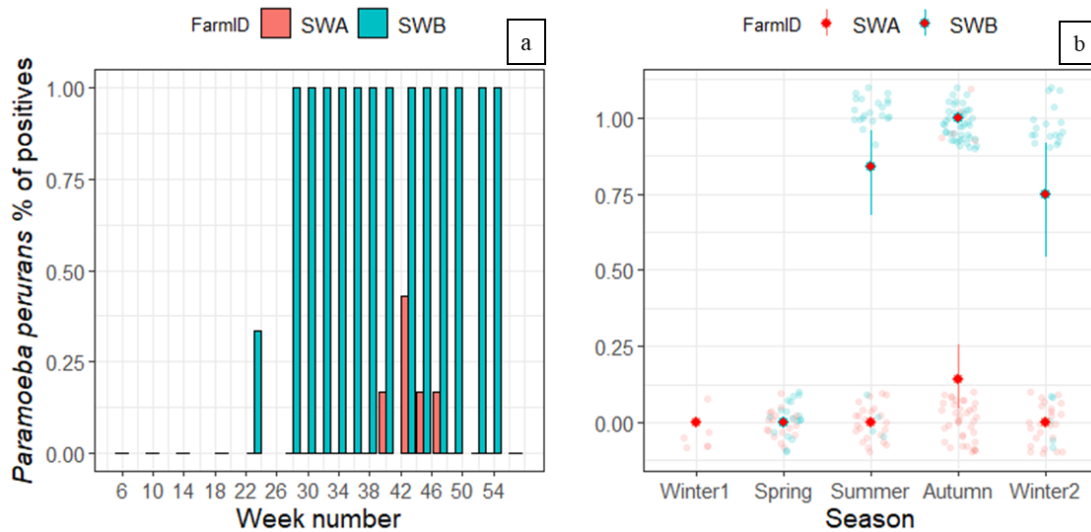 FarmID SWA SWB
a
Paramoeba perurans % of positives
1.00
0.75
0.50
0.25
0.00
6 10 14 18 22 26 30 34 38 42 46 50 54
Week number
FarmID SWA SWB
b
1.00
0.75
0.50
0.25
0.00
Winter1 Spring Summer Autumn Winter2
Season